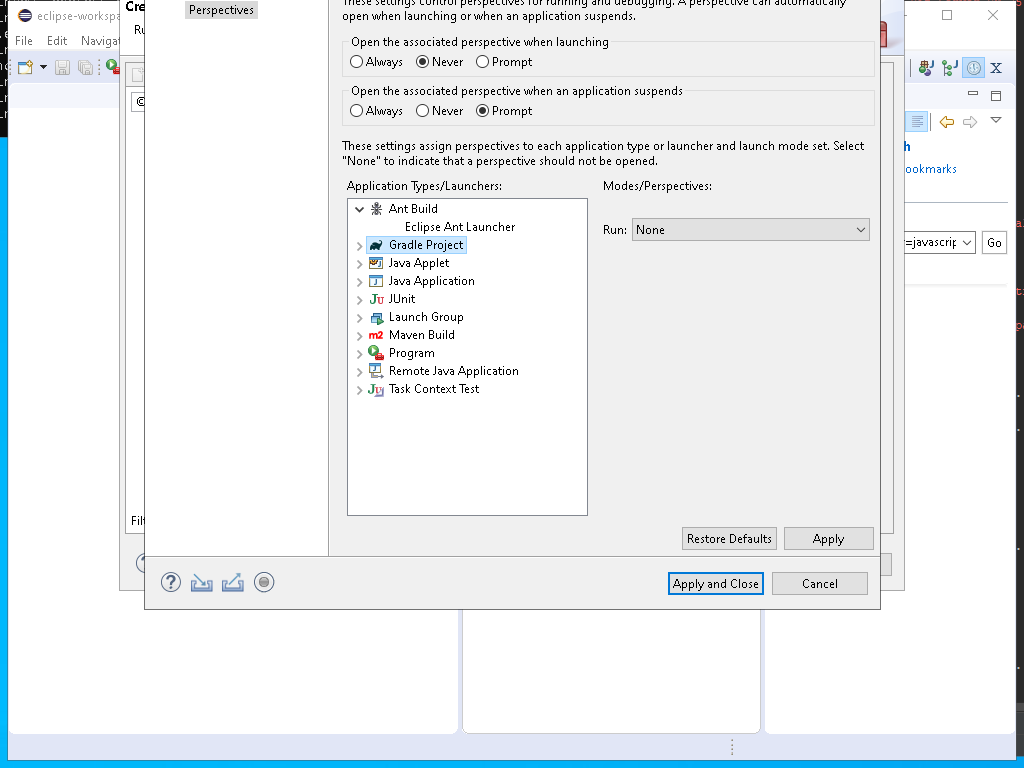 eclipse-workspa
File Edit Navigat
Cre
Ru
Perspectives
These settings control perspectives for running and debugging. A perspective can automatically
open when launching or when an application suspends.
Open the associated perspective when launching
Always Never Prompt
Open the associated perspective when an application suspends
Always Never Prompt
These settings assign perspectives to each application type or launcher and launch mode set. Select
"None" to indicate that a perspective should not be opened.
Application Types/Launchers:
Modes/Perspectives:
Ant Build
Eclipse Ant Launcher
Gradle Project
Java Applet
Java Application
JUnit
Launch Group
Maven Build
Program
Remote Java Application
Task Context Test
Run: None
Restore Defaults Apply
Apply and Close Cancel
Filt
h
ookmarks
=javascrip Go